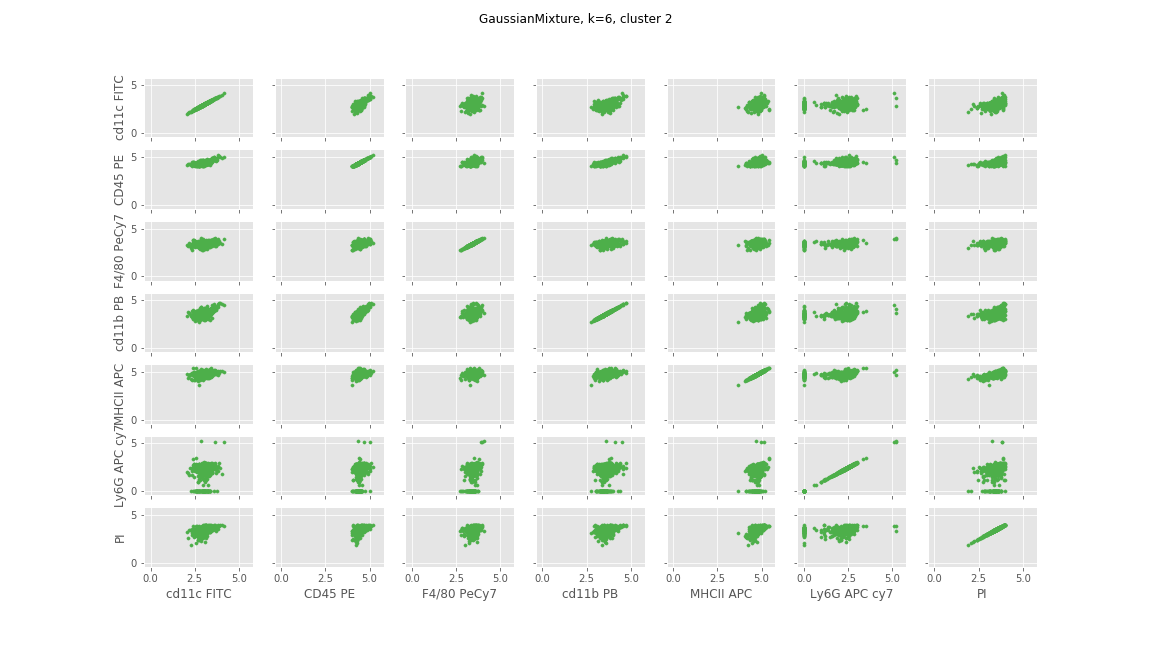 GaussianMixture, k=6, cluster 2
cd11c FITC
5
0
CD45 PE
5
0
F4/80 PeCy7
5
0
cd11b PB
5
0
MHCII APC
5
0
Ly6G APC cy7
5
0
PI
5
0
0.0 2.5 5.0 0.0 2.5 5.0 0.0 2.5 5.0 0.0 2.5 5.0 0.0 2.5 5.0 0.0 2.5 5.0 0.0 2.5 5.0
cd11c FITC CD45 PE F4/80 PeCy7 cd11b PB MHCII APC Ly6G APC cy7 PI